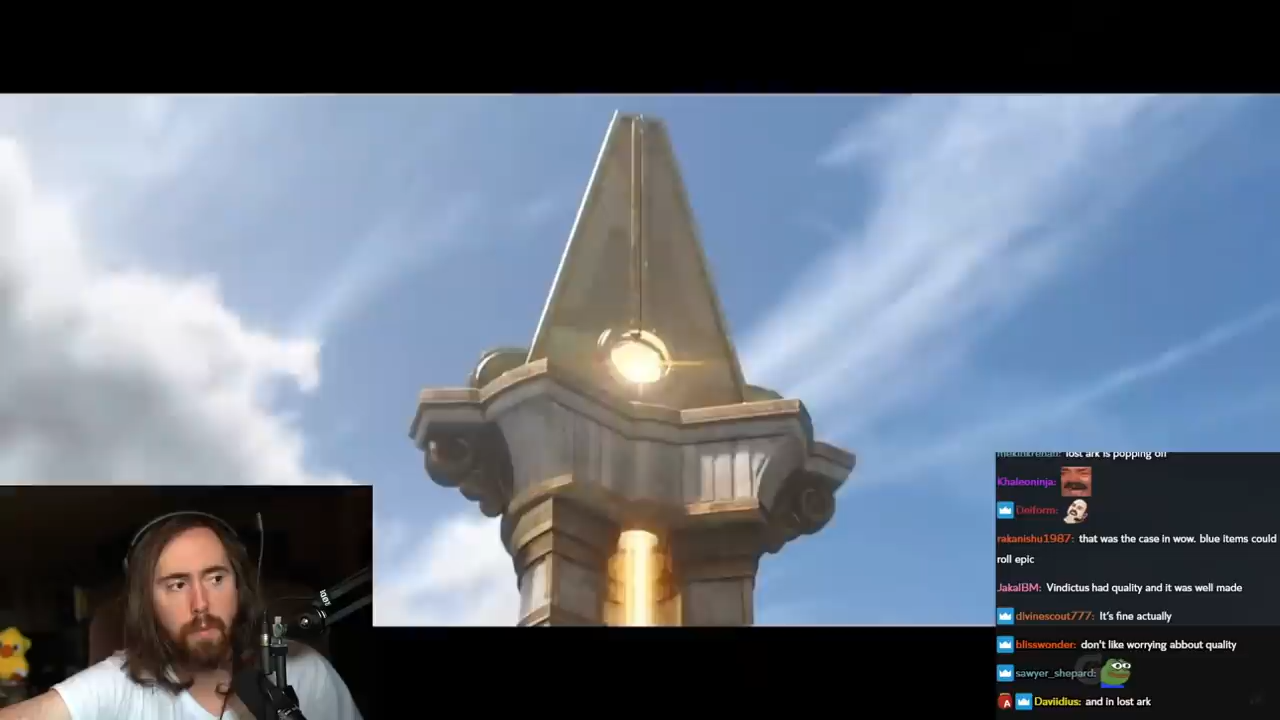 lost ark is popping off
Khaleoninja:
Deiform:
rakanishu1987: that was the case in wow. blue items could
roll epic
JakalBM: Vindictus had quality and it was well made
divinescout777: It's fine actually
blisswonder: don't like worrying abbout quality
sawyer_shepard:
Daviidius: and in lost ark